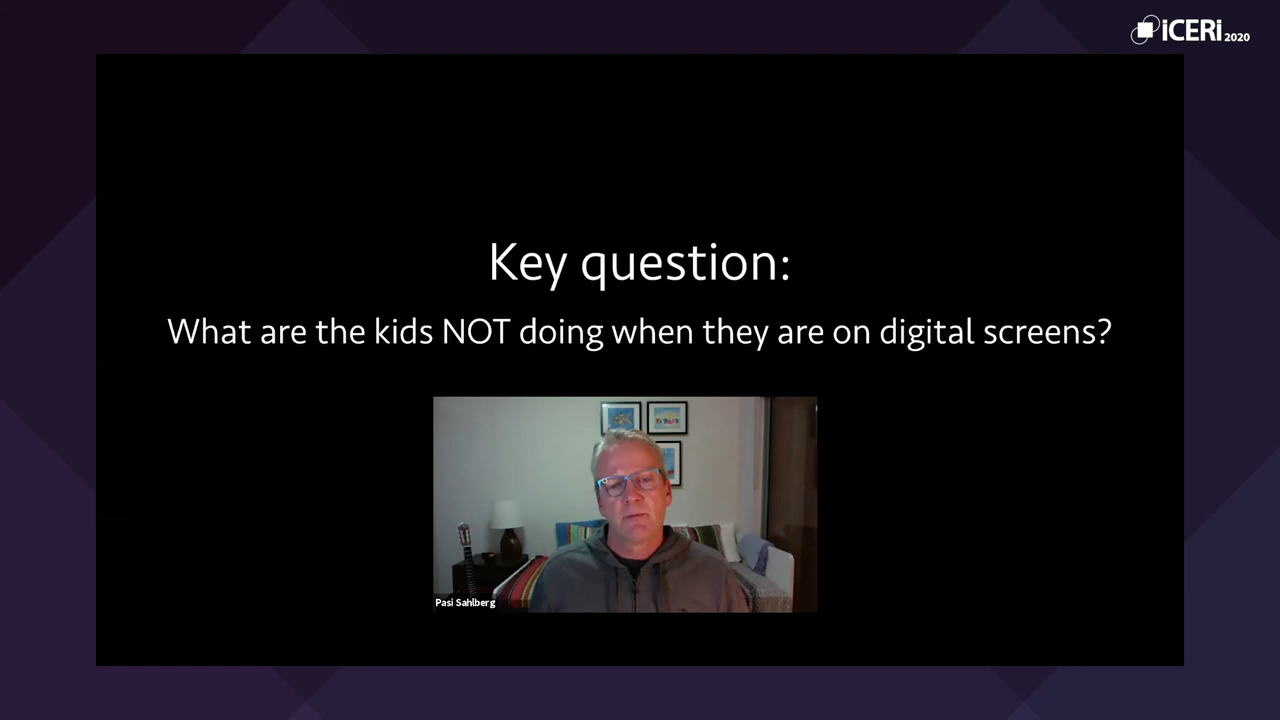 iCERi 2020
Key question:
What are the kids NOT doing when they are on digital screens?
Pasi Sahlberg